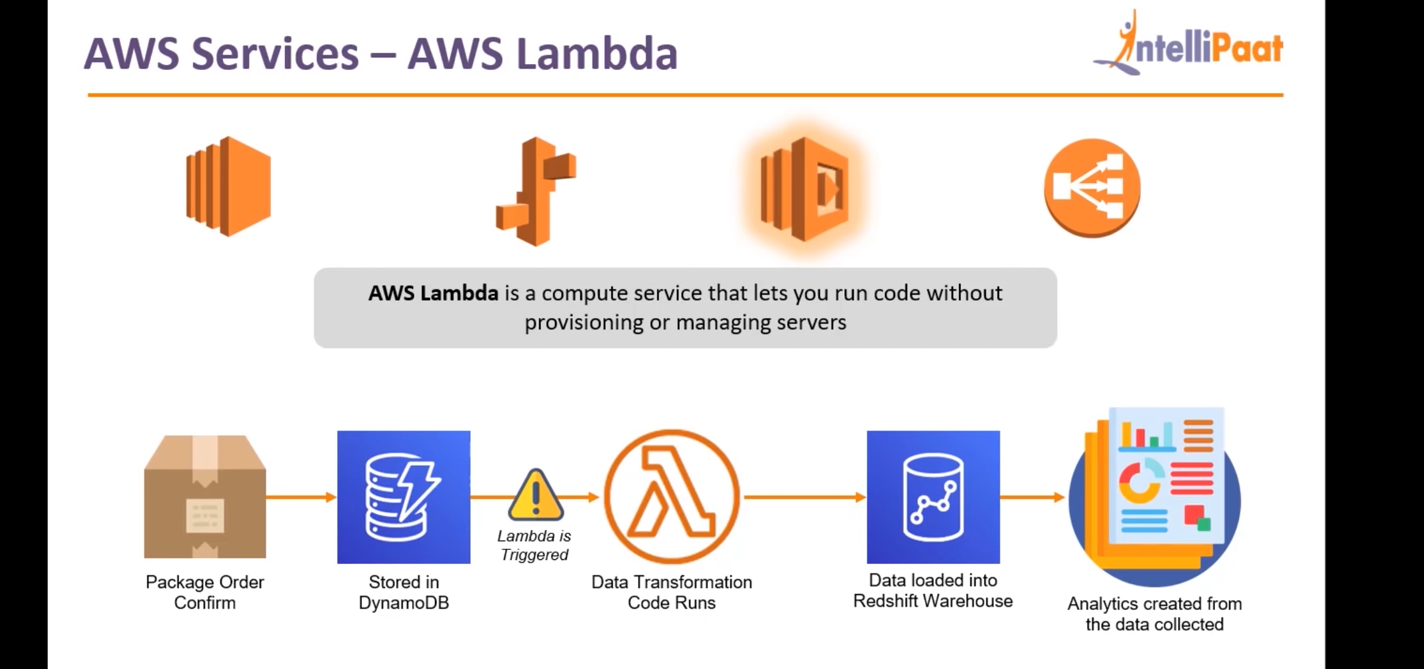 AWS Services – AWS Lambda
IntelliPaat
AWS Lambda is a compute service that lets you run code without
provisioning or managing servers
Lambda is
Triggered
Package Order
Confirm
Stored in
DynamoDB
Data Transformation
Code Runs
Data loaded into
Redshift Warehouse
Analytics created from
the data collected